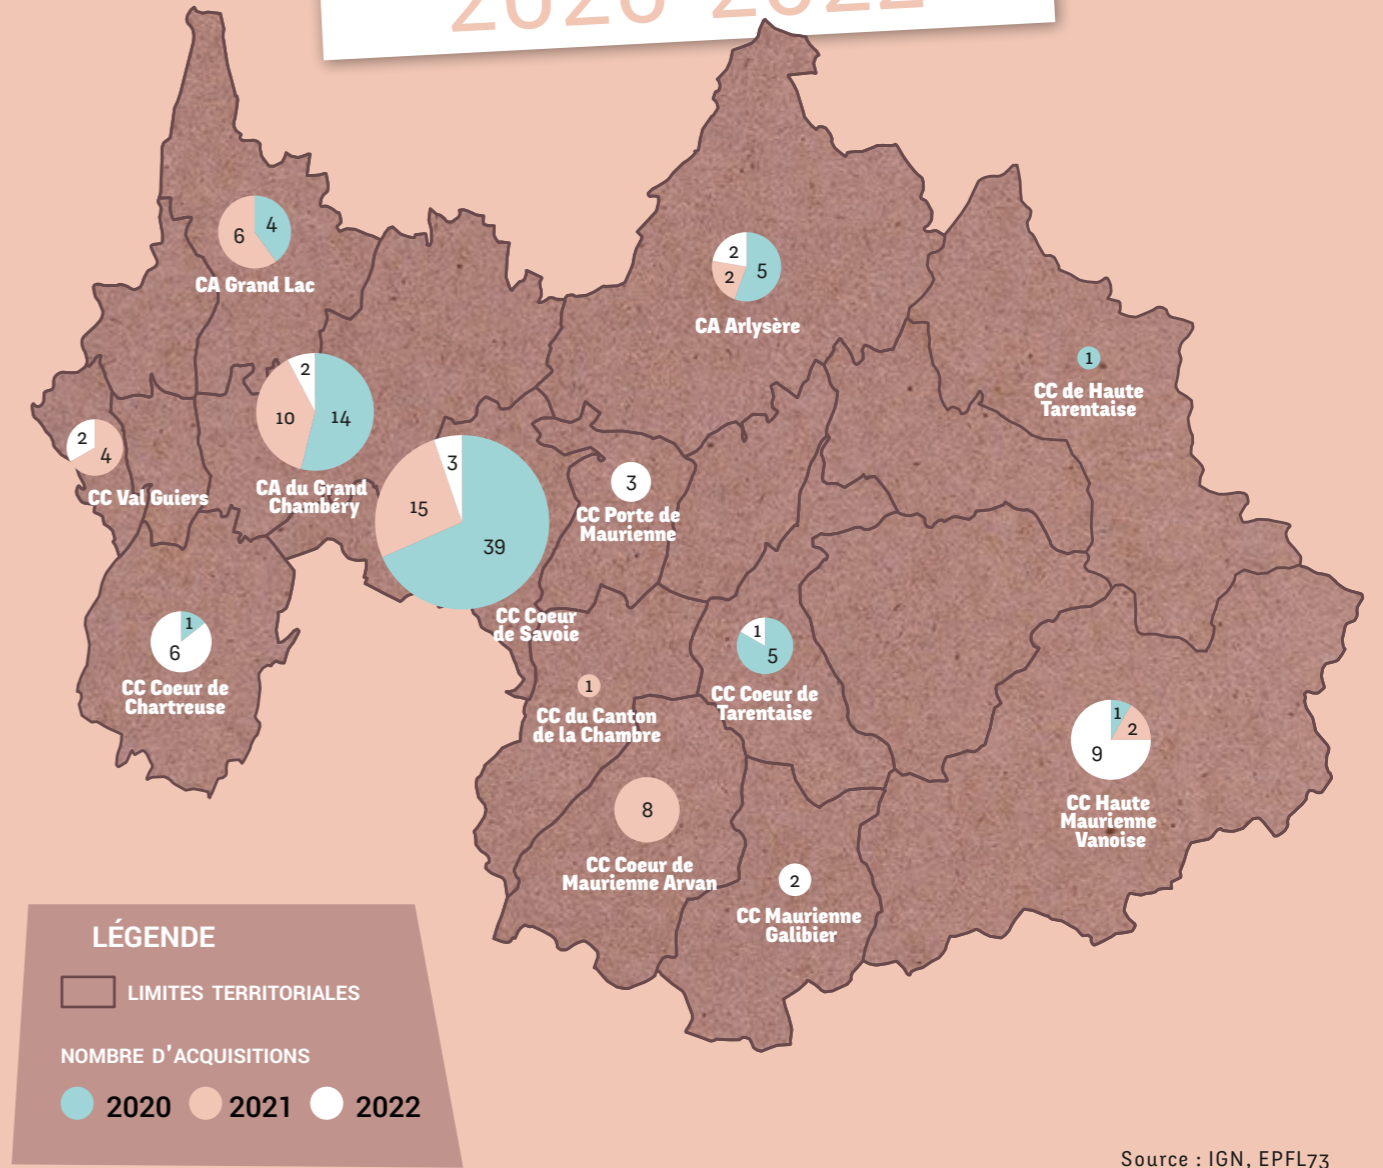 2020 2022
4
6
CA Grand Lac
2
5
2
CA Arlysère
1
CC de Haute
Tarentaise
2
10
14
CA du Grand
Chambéry
2
4
CC Val Guiers
3
15
39
CC Coeur
de Savoie
3
CC Porte de
Maurienne
1
6
CC Coeur de
Chartreuse
1
5
CC Coeur de
Tarentaise
1
CC du Canton
de la Chambre
1
2
9
CC Haute
Maurienne
Vanoise
8
CC Coeur de
Maurienne Arvan
2
CC Maurienne
Galibier
LÉGENDE
LIMITES TERRITORIALES
NOMBRE D'ACQUISITIONS
2020 2021 2022
Source : IGN, EPFL73